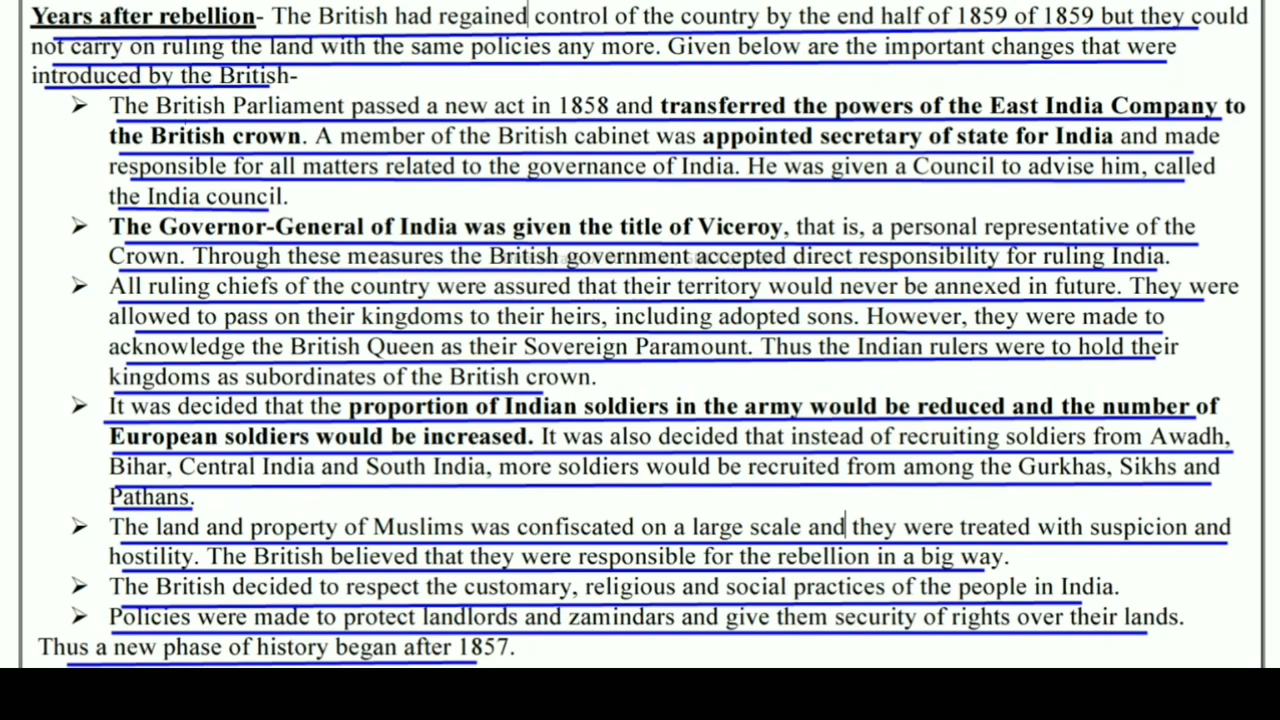 Years after rebellion- The British had regained control of the country by the end half of 1859 of 1859 but they could
not carry on ruling the land with the same policies any more. Given below are the important changes that were
introduced by the British-
➢ The British Parliament passed a new act in 1858 and transferred the powers of the East India Company to
the British crown. A member of the British cabinet was appointed secretary of state for India and made
responsible for all matters related to the governance of India. He was given a Council to advise him, called
the India council.
➢ The Governor-General of India was given the title of Viceroy, that is, a personal representative of the
Crown. Through these measures the British government accepted direct responsibility for ruling India.
➢ All ruling chiefs of the country were assured that their territory would never be annexed in future. They were
allowed to pass on their kingdoms to their heirs, including adopted sons. However, they were made to
acknowledge the British Queen as their Sovereign Paramount. Thus the Indian rulers were to hold their
kingdoms as subordinates of the British crown.
➢ It was decided that the proportion of Indian soldiers in the army would be reduced and the number of
European soldiers would be increased. It was also decided that instead of recruiting soldiers from Awadh,
Bihar, Central India and South India, more soldiers would be recruited from among the Gurkhas, Sikhs and
Pathans.
➢ The land and property of Muslims was confiscated on a large scale and they were treated with suspicion and
hostility. The British believed that they were responsible for the rebellion in a big way.
➢ The British decided to respect the customary, religious and social practices of the people in India.
➢ Policies were made to protect landlords and zamindars and give them security of rights over their lands.
Thus a new phase of history began after 1857.